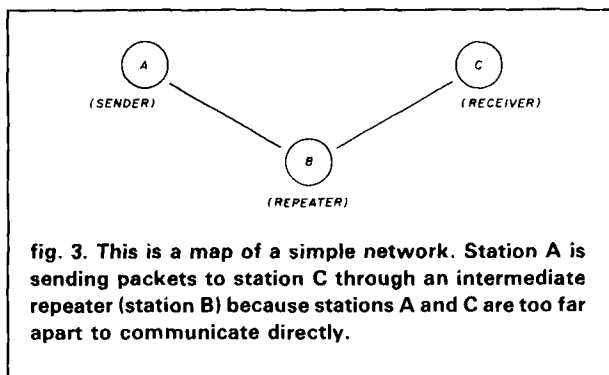 A
C
(SENDER)
(RECEIVER)
B
(REPEATER)
fig. 3. This is a map of a simple network. Station A is
sending packets to station C through an intermediate
repeater (station B) because stations A and C are too far
apart to communicate directly.